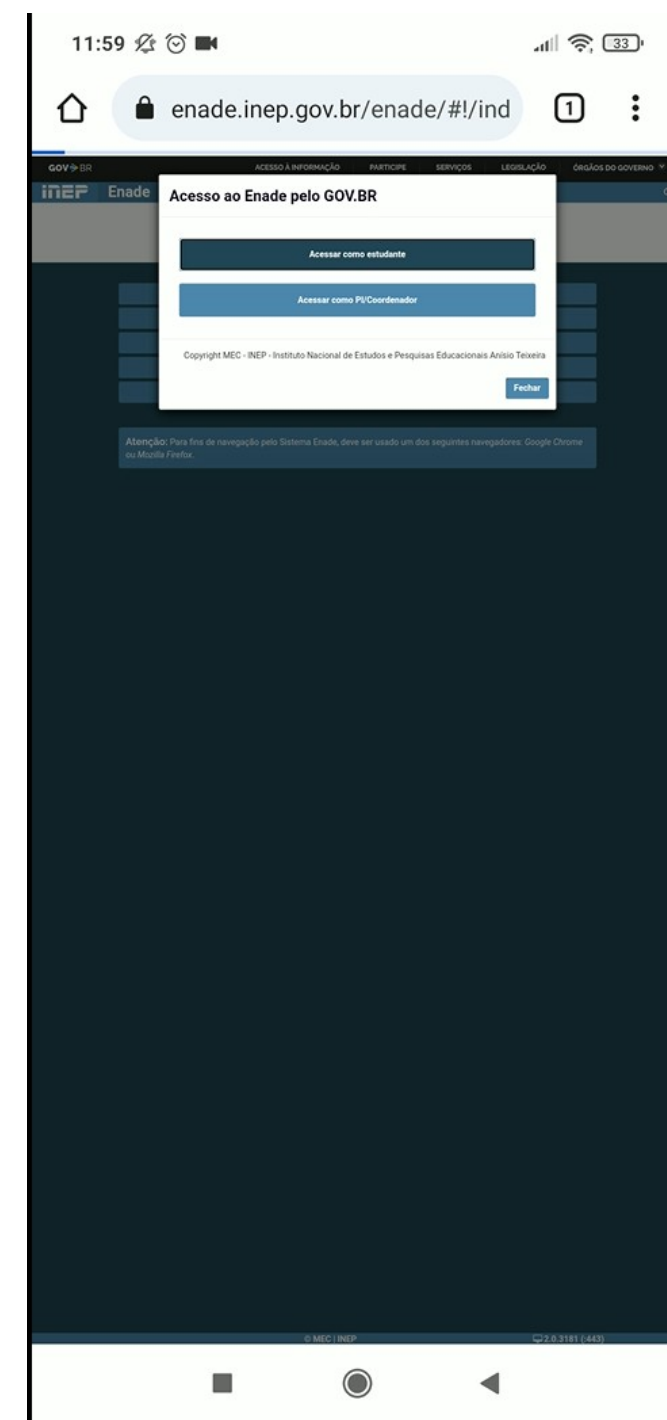 11:59
33
enade.inep.gov.br/enade/#!/ind
1
GOV BR
ACESSO À INFORMAÇÃO PARTICIPE SERVIÇOS LEGISLAÇÃO ÓRGÃOS DO GOVERNO
inep Enade
Acesso ao Enade pelo GOV.BR
Acessar como estudante
Acessar como PI/Coordenador
Copyright MEC - INEP - Instituto Nacional de Estudos e Pesquisas Educacionais Anísio Teixeira
Fechar
Atenção: Para fins de navegação pelo Sistema Enade, deve ser usado um dos seguintes navegadores: Google Chrome
ou Mozilla Firefox.
© MEC | INEP
2.0.3181 (:443)